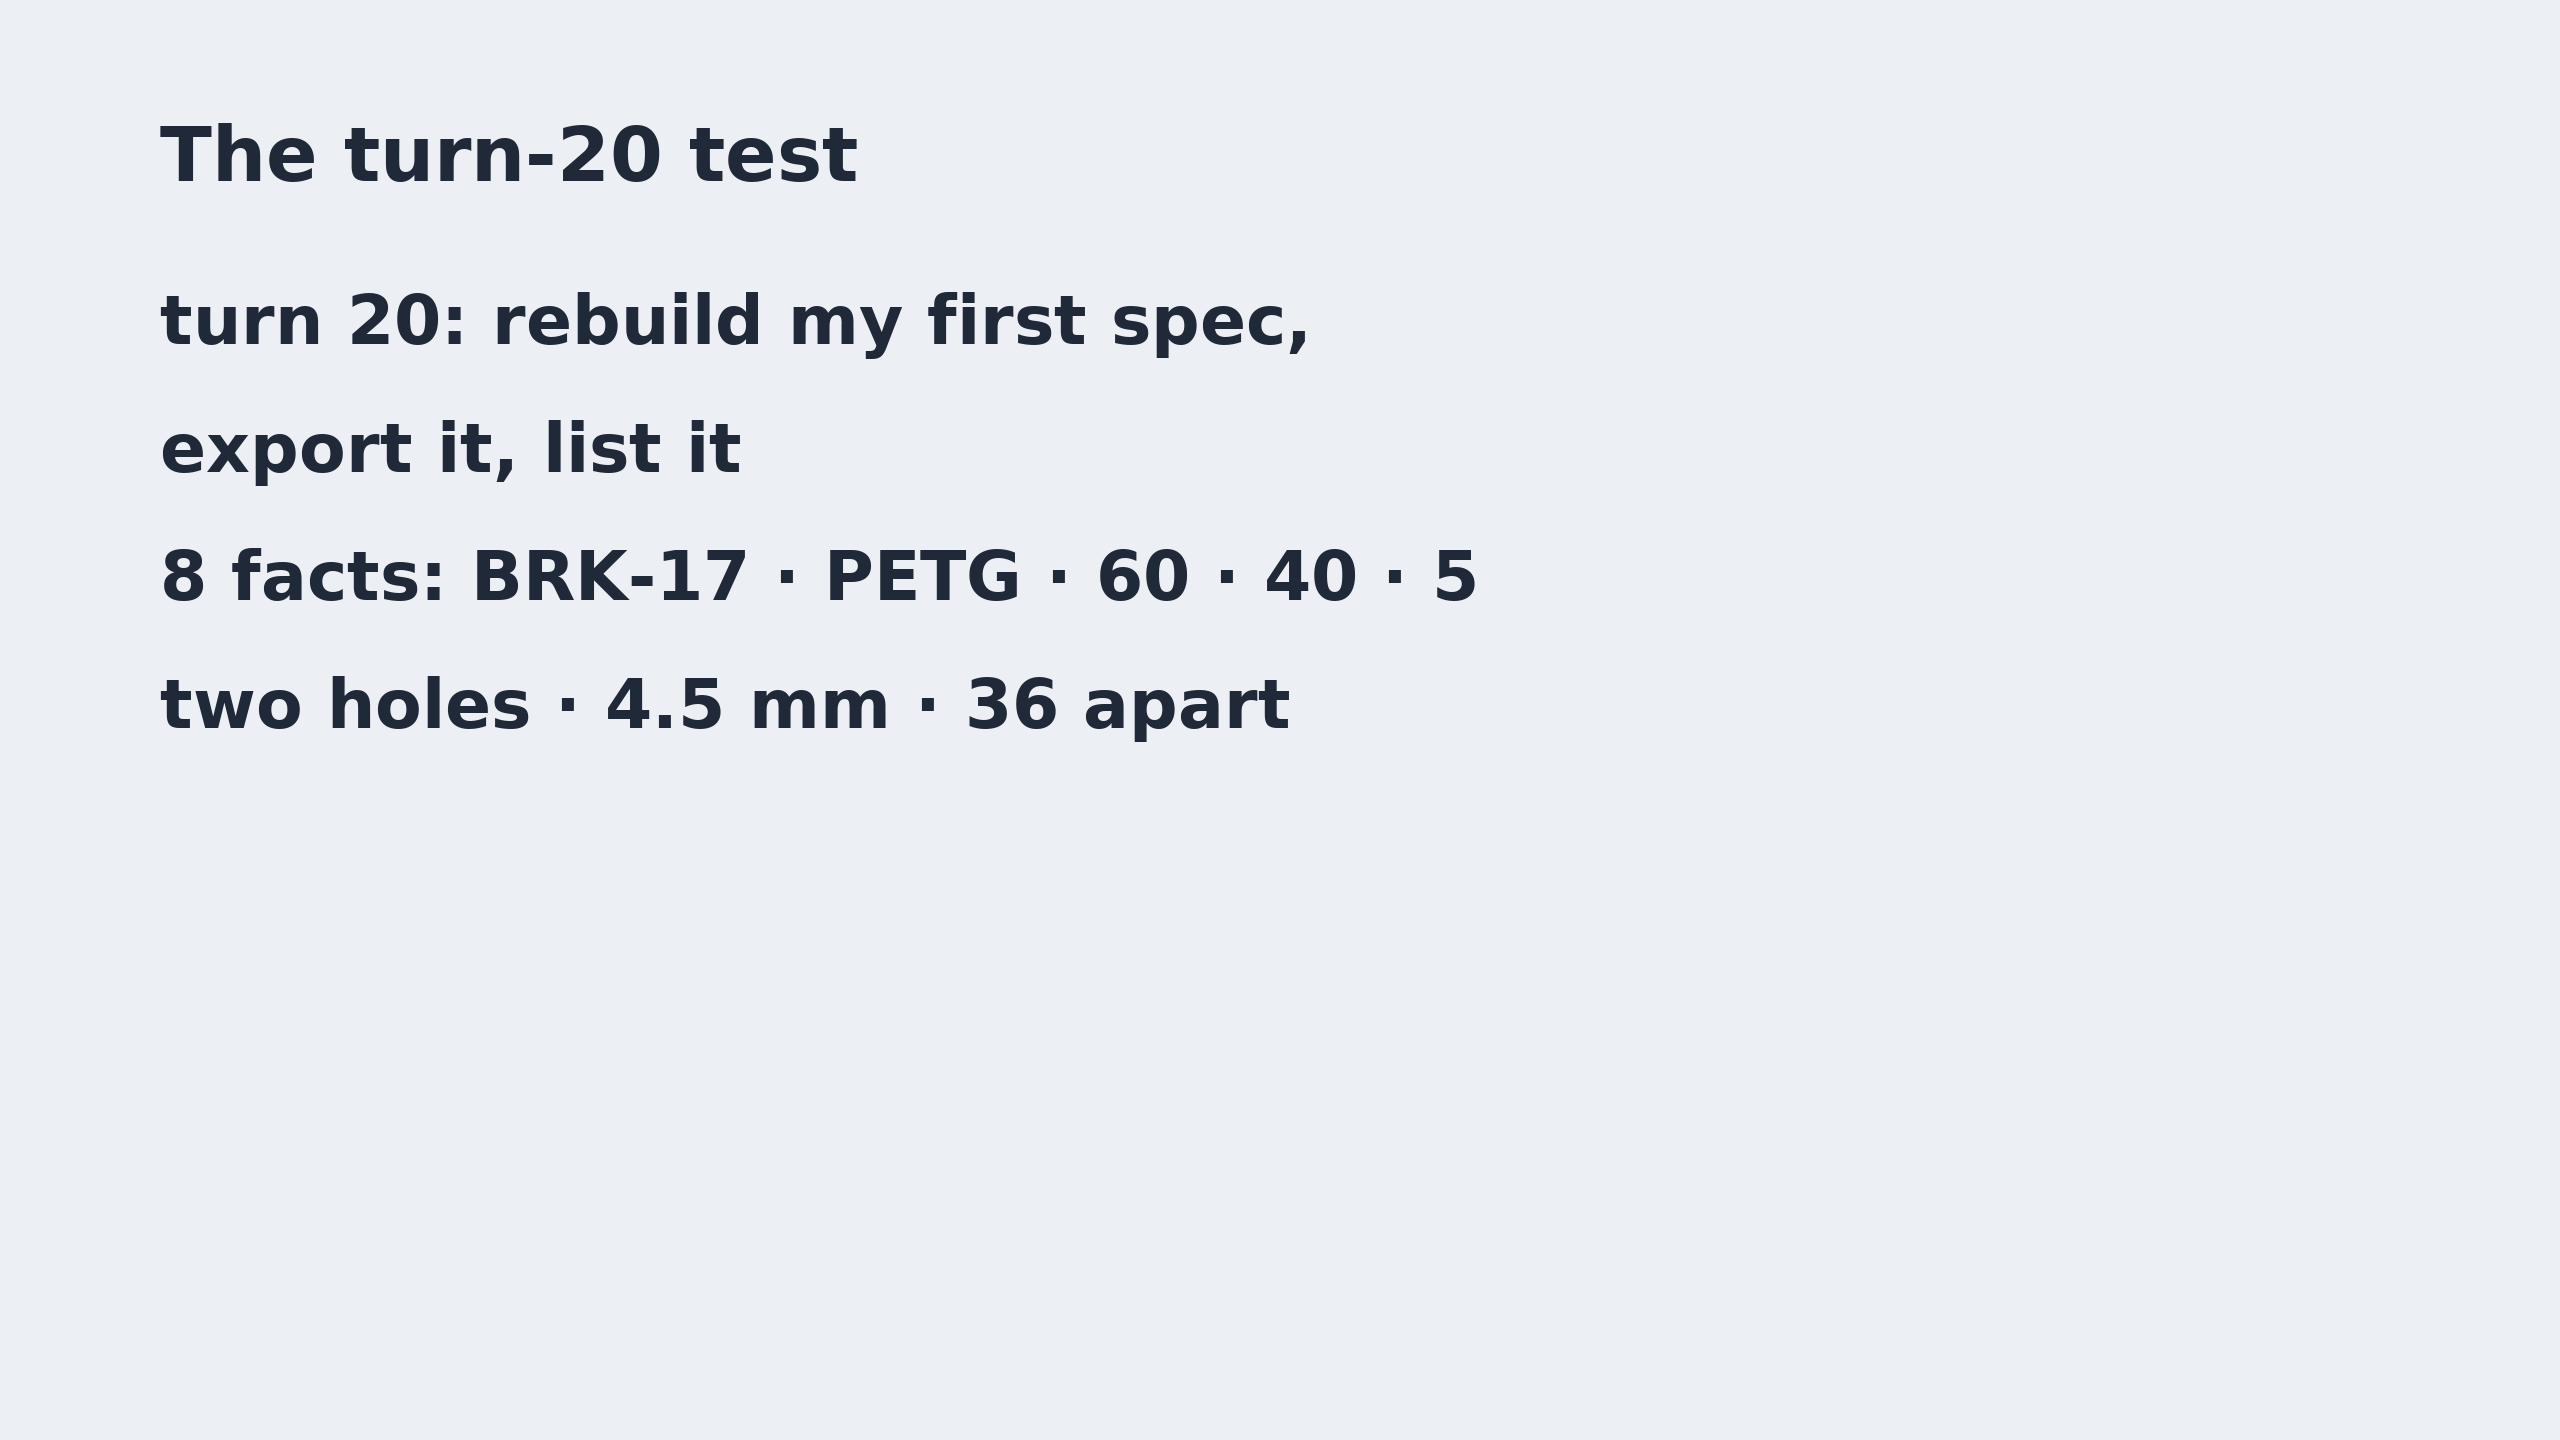 The turn-20 test
turn 20: rebuild my first spec,
export it, list it
8 facts: BRK-17 · PETG · 60 · 40 · 5
two holes · 4.5 mm · 36 apart